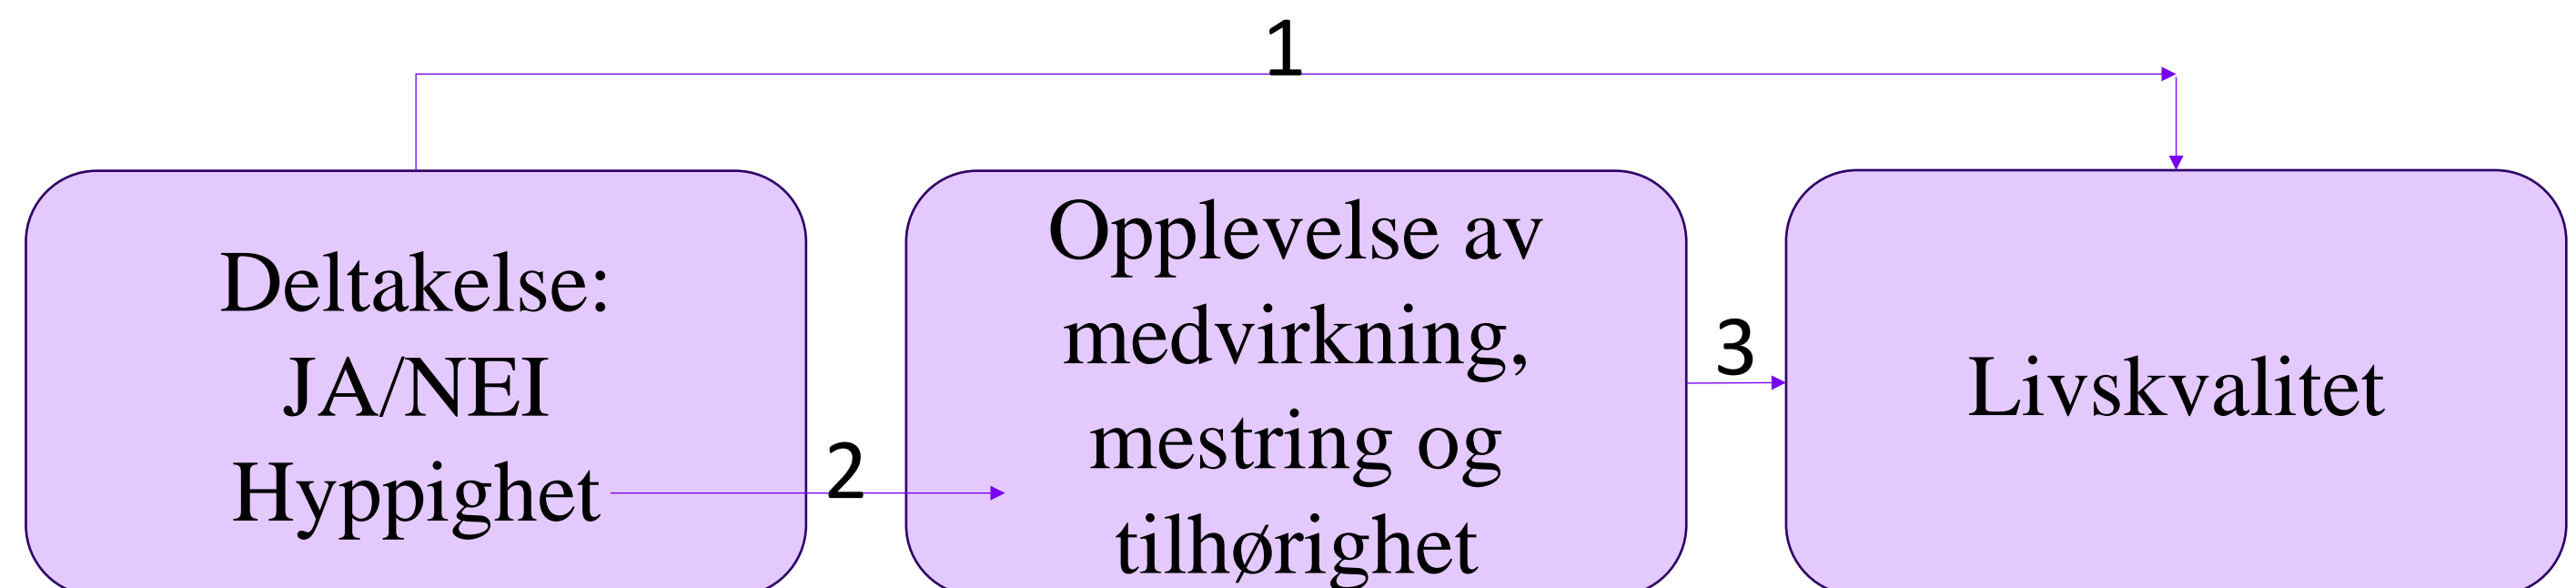 1
Deltakelse:
JA/NEI
Hyppighet
2
Opplevelse av
medvirkning,
mestring og
tilhørighet
3
Livskvalitet